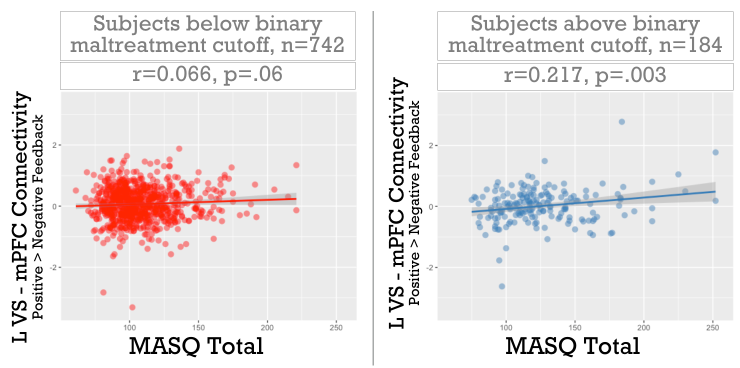 Subjects below binary
maltreatment cutoff, n=742
r=0.066, p=.06
L VS - mPFC Connectivity
Positive > Negative Feedback
2
0
-2
100
150
200
250
MASQ Total
Subjects above binary
maltreatment cutoff, n=184
r=0.217, p=.003
L VS - mPFC Connectivity
Positive > Negative Feedback
2
0
-2
100
150
200
250
MASQ Total